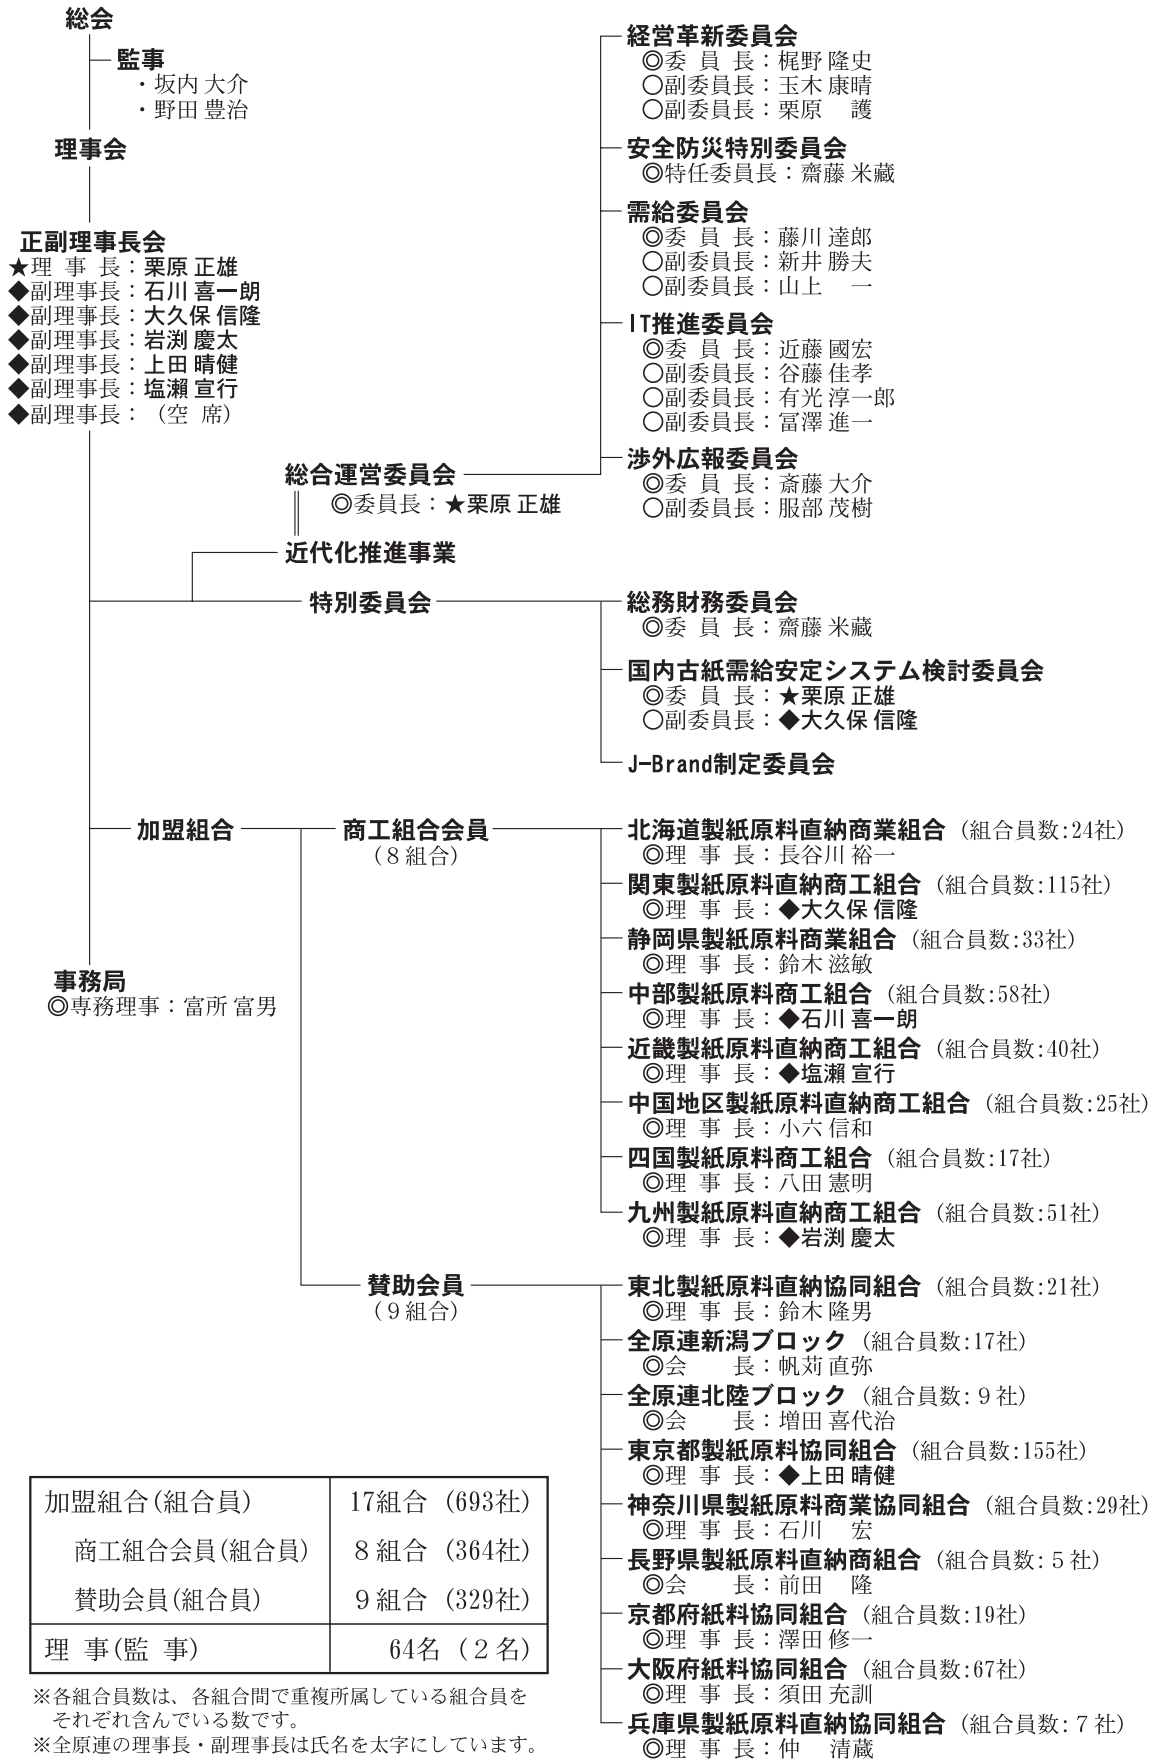 総会
監事
・坂内 大介
・野田 豊治
理事会
正副理事長会
★理 事 長：栗原 正雄
◆副理事長：石川 喜一朗
◆副理事長：大久保 信隆
◆副理事長：岩渕 慶太
◆副理事長：上田 晴健
◆副理事長：塩瀬 宣行
◆副理事長：（空 席）
総合運営委員会
◎委員長：★栗原 正雄
近代化推進事業
経営革新委員会
◎委 員 長：梶野 隆史
○副委員長：玉木 康晴
○副委員長：栗原 護
安全防災特別委員会
◎特任委員長：齋藤 米蔵
需給委員会
◎委 員 長：藤川 達郎
○副委員長：新井 勝夫
○副委員長：山上 一
IT推進委員会
◎委 員 長：近藤 國宏
○副委員長：谷藤 佳孝
○副委員長：有光 淳一郎
○副委員長：冨澤 進一
渉外広報委員会
◎委 員 長：斎藤 大介
○副委員長：服部 茂樹
特別委員会
総務財務委員会
◎委 員 長：齋藤 米蔵
国内古紙需給安定システム検討委員会
◎委 員 長：★栗原 正雄
○副委員長：◆大久保 信隆
J-Brand制定委員会
加盟組合
商工組合会員
（８組合）
北海道製紙原料直納商業組合（組合員数:24社）
◎理 事 長：長谷川 裕一
関東製紙原料直納商工組合（組合員数:115社）
◎理 事 長：◆大久保 信隆
静岡県製紙原料商業組合（組合員数:33社）
◎理 事 長：鈴木 滋敏
中部製紙原料商工組合（組合員数:58社）
◎理 事 長：◆石川 喜一朗
近畿製紙原料直納商工組合（組合員数:40社）
◎理 事 長：◆塩瀬 宣行
中国地区製紙原料直納商工組合（組合員数:25社）
◎理 事 長：小六 信和
四国製紙原料商工組合（組合員数:17社）
◎理 事 長：八田 憲明
九州製紙原料直納商工組合（組合員数:51社）
◎理 事 長：◆岩渕 慶太
事務局
◎専務理事：富所 富男
賛助会員
（９組合）
東北製紙原料直納協同組合（組合員数:21社）
◎理 事 長：鈴木 隆男
全原連新潟ブロック（組合員数:17社）
◎会 長：帆苅 直弥
全原連北陸ブロック（組合員数:９社）
◎会 長：増田 喜代治
東京都製紙原料協同組合（組合員数:155社）
◎理 事 長：◆上田 晴健
神奈川県製紙原料商業協同組合（組合員数:29社）
◎理 事 長：石川 宏
長野県製紙原料直納商組合（組合員数:５社）
◎会 長：前田 隆
京都府紙料協同組合（組合員数:19社）
◎理 事 長：澤田 修一
大阪府紙料協同組合（組合員数:67社）
◎理 事 長：須田 充訓
兵庫県製紙原料直納協同組合（組合員数:７社）
◎理 事 長：仲 清蔵
加盟組合(組合員) 17組合（693社）
商工組合会員(組合員) ８組合（364社）
賛助会員(組合員) ９組合（329社）
理 事(監 事) 64名（２名）
※各組合員数は、各組合間で重複所属している組合員を
それぞれ含んでいる数です。
※全原連の理事長・副理事長は氏名を太字にしています。